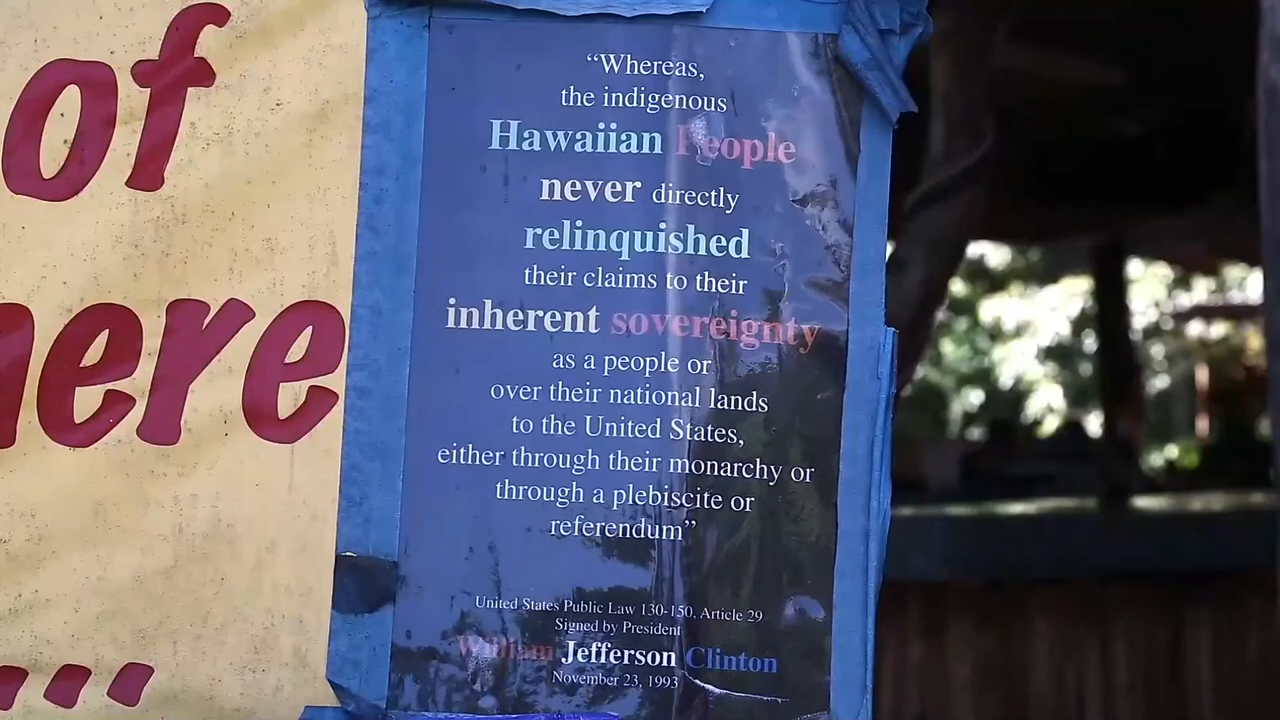 of
ere
...
“Whereas,
the indigenous
Hawaiian People
never directly
relinquished
their claims to their
inherent sovereignty
as a people or
over their national lands
to the United States,
either through their monarchy or
through a plebiscite or
referendum”
United States Public Law 130-150, Article 29
Signed by President
William Jefferson Clinton
November 23, 1993